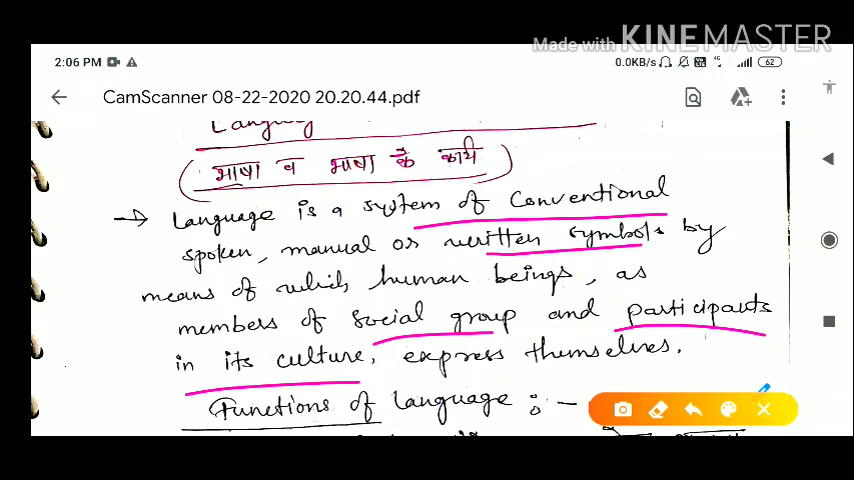 Made with KINEMASTER
2:06 PM 0.0KB/s 62
CamScanner 08-22-2020 20.20.44.pdf
(भाषा व भाषा के कार्य)
→ Language is a system of Conventional
spoken, manual or written symbols by
means of which human beings, as
members of social group and participants
in its culture, express themselves.
Functions of language :-